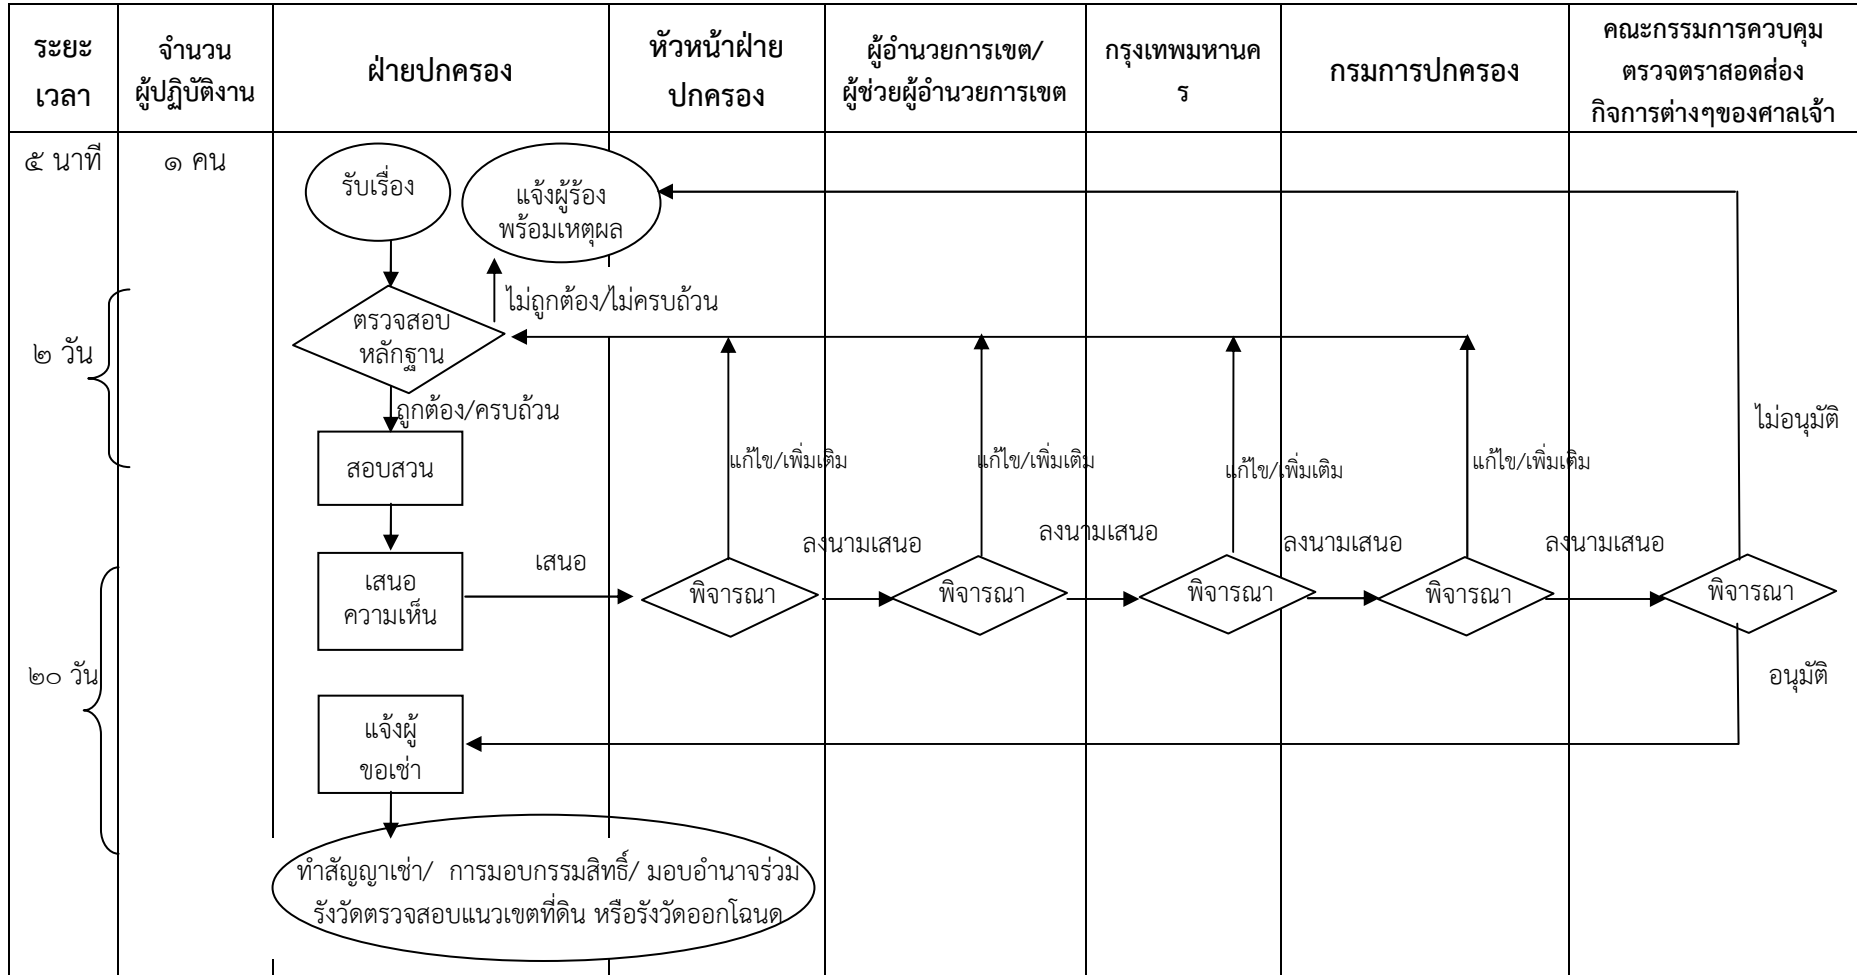 ระยะ
เวลา
จำนวน
ผู้ปฏิบัติงาน
ฝ่ายปกครอง
หัวหน้าฝ่าย
ปกครอง
ผู้อำนวยการเขต/
ผู้ช่วยผู้อำนวยการเขต
กรุงเทพมหานค
ร
กรมการปกครอง
คณะกรรมการควบคุม
ตรวจตราสอดส่อง
กิจการต่างๆของศาลเจ้า
๕ นาที
๑ คน
รับเรื่อง
แจ้งผู้ร้อง
พร้อมเหตุผล
ไม่ถูกต้อง/ไม่ครบถ้วน
ตรวจสอบ
หลักฐาน
๒ วัน
ถูกต้อง/ครบถ้วน
ไม่อนุมัติ
สอบสวน
แก้ไข/เพิ่มเติม
แก้ไข/เพิ่มเติม
แก้ไข/เพิ่มเติม
แก้ไข/เพิ่มเติม
เสนอ
ลงนามเสนอ
ลงนามเสนอ
ลงนามเสนอ
ลงนามเสนอ
เสนอ
ความเห็น
พิจารณา
พิจารณา
พิจารณา
พิจารณา
พิจารณา
๒๐ วัน
อนุมัติ
แจ้งผู้
ขอเช่า
ทำสัญญาเช่า/ การมอบกรรมสิทธิ์/ มอบอำนาจร่วม
รังวัดตรวจสอบแนวเขตที่ดิน หรือรังวัดออกโฉนด